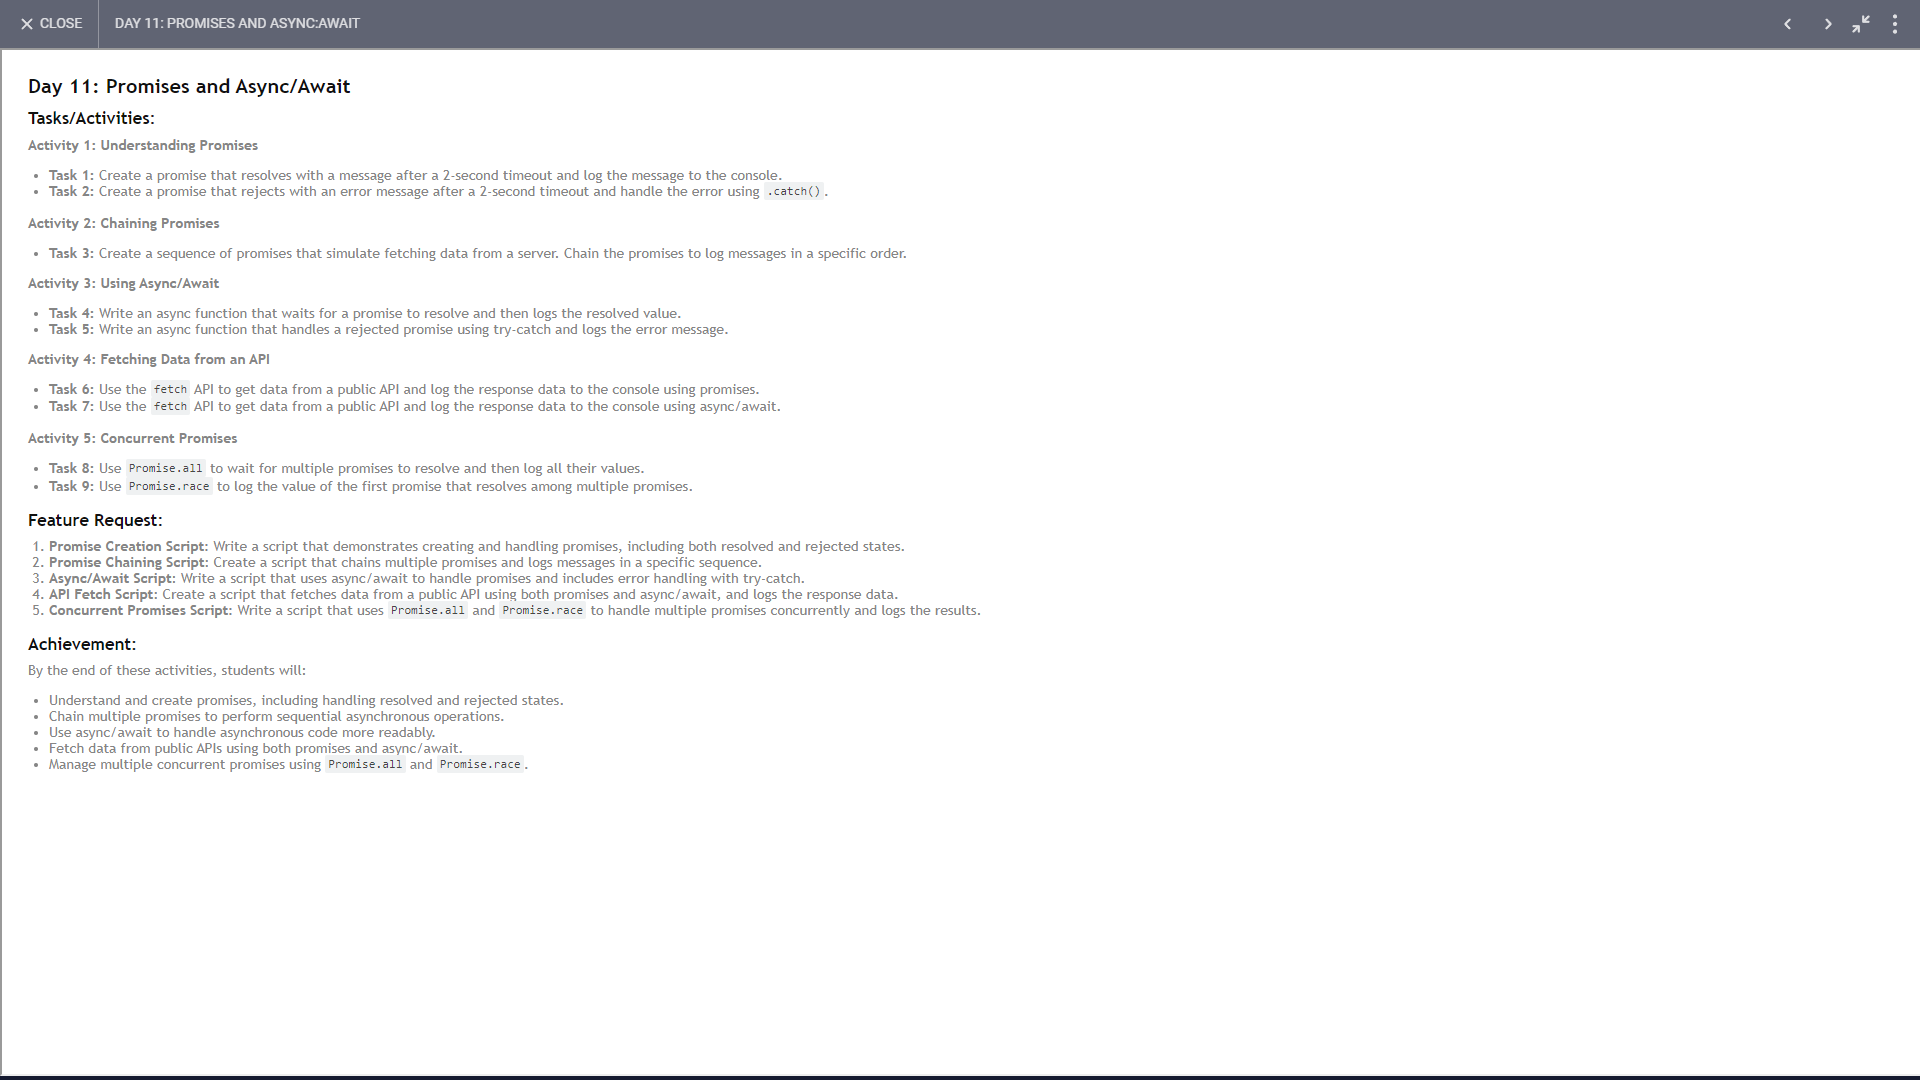 CLOSE
DAY 11: PROMISES AND ASYNC:AWAIT
Day 11: Promises and Async/Await
Tasks/Activities:
Activity 1: Understanding Promises
• Task 1: Create a promise that resolves with a message after a 2-second timeout and log the message to the console.
• Task 2: Create a promise that rejects with an error message after a 2-second timeout and handle the error using .catch().
Activity 2: Chaining Promises
• Task 3: Create a sequence of promises that simulate fetching data from a server. Chain the promises to log messages in a specific order.
Activity 3: Using Async/Await
• Task 4: Write an async function that waits for a promise to resolve and then logs the resolved value.
• Task 5: Write an async function that handles a rejected promise using try-catch and logs the error message.
Activity 4: Fetching Data from an API
• Task 6: Use the fetch API to get data from a public API and log the response data to the console using promises.
• Task 7: Use the fetch API to get data from a public API and log the response data to the console using async/await.
Activity 5: Concurrent Promises
• Task 8: Use Promise.all to wait for multiple promises to resolve and then log all their values.
• Task 9: Use Promise.race to log the value of the first promise that resolves among multiple promises.
Feature Request:
1. Promise Creation Script: Write a script that demonstrates creating and handling promises, including both resolved and rejected states.
2. Promise Chaining Script: Create a script that chains multiple promises and logs messages in a specific sequence.
3. Async/Await Script: Write a script that uses async/await to handle promises and includes error handling with try-catch.
4. API Fetch Script: Create a script that fetches data from a public API using both promises and async/await, and logs the response data.
5. Concurrent Promises Script: Write a script that uses Promise.all and Promise.race to handle multiple promises concurrently and logs the results.
Achievement:
By the end of these activities, students will:
• Understand and create promises, including handling resolved and rejected states.
• Chain multiple promises to perform sequential asynchronous operations.
• Use async/await to handle asynchronous code more readably.
• Fetch data from public APIs using both promises and async/await.
• Manage multiple concurrent promises using Promise.all and Promise.race.